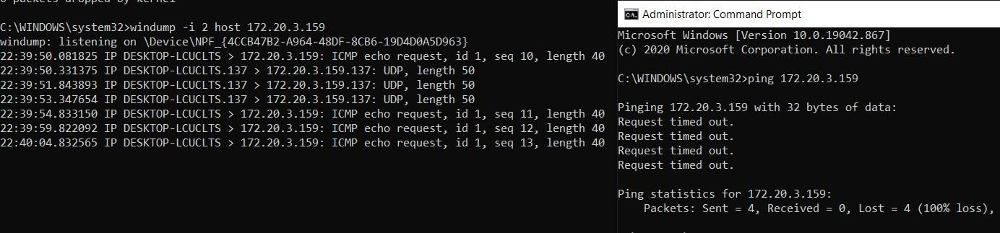 0 packets dropped by kernel
C:\WINDOWS\system32>windump -i 2 host 172.20.3.159
windump: listening on \Device\NPF_{4CCB47B2-A964-48DF-8CB6-19D4D0A5D963}
22:39:50.081825 IP DESKTOP-LCUCLTS > 172.20.3.159: ICMP echo request, id 1, seq 10, length 40
22:39:50.331375 IP DESKTOP-LCUCLTS.137 > 172.20.3.159.137: UDP, length 50
22:39:51.843893 IP DESKTOP-LCUCLTS.137 > 172.20.3.159.137: UDP, length 50
22:39:53.347654 IP DESKTOP-LCUCLTS.137 > 172.20.3.159.137: UDP, length 50
22:39:54.833150 IP DESKTOP-LCUCLTS > 172.20.3.159: ICMP echo request, id 1, seq 11, length 40
22:39:59.822092 IP DESKTOP-LCUCLTS > 172.20.3.159: ICMP echo request, id 1, seq 12, length 40
22:40:04.832565 IP DESKTOP-LCUCLTS > 172.20.3.159: ICMP echo request, id 1, seq 13, length 40
Administrator: Command Prompt
Microsoft Windows [Version 10.0.19042.867]
(c) 2020 Microsoft Corporation. All rights reserved.
C:\WINDOWS\system32>ping 172.20.3.159
Pinging 172.20.3.159 with 32 bytes of data:
Request timed out.
Request timed out.
Request timed out.
Request timed out.
Ping statistics for 172.20.3.159:
Packets: Sent = 4, Received = 0, Lost = 4 (100% loss),